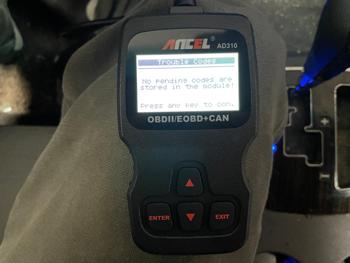 ANCEL
AD310
Trouble Codes
No pending codes are
stored in the module!
Press any key to con.
OBDII/EOBD+CAN
ENTER
EXIT